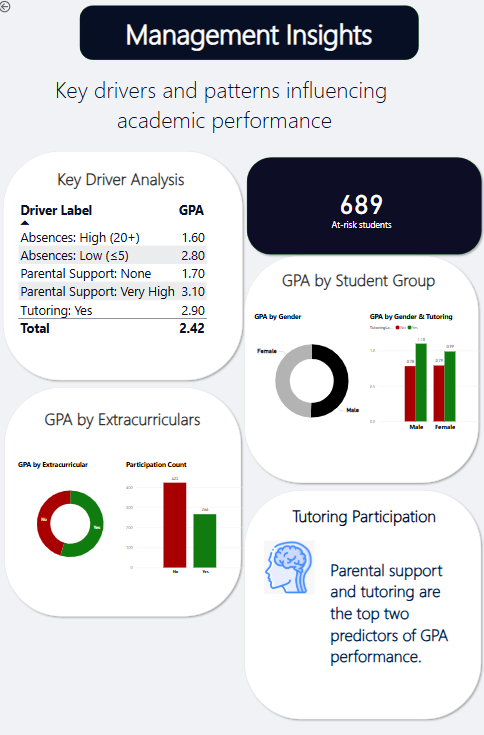 Management Insights
Key drivers and patterns influencing
academic performance
Key Driver Analysis
Driver Label GPA
Absences: High (20+) 1.60
Absences: Low (≤5) 2.80
Parental Support: None 1.70
Parental Support: Very High 3.10
Tutoring: Yes 2.90
Total 2.42
689
At-risk students
GPA by Student Group
GPA by Gender
Female
Male
GPA by Gender & Tutoring
No Yes
1.0
0.5
0.0
0.78 1.10 0.79 0.99
Male Female
GPA by Extracurriculars
GPA by Extracurricular
No
Yes
Participation Count
400
300
200
100
0
No Yes
Tutoring Participation
Parental support
and tutoring are
the top two
predictors of GPA
performance.